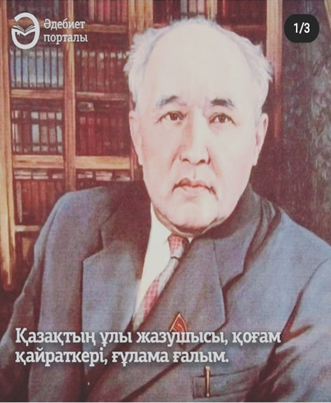 Әдебиет
порталы
1/3
Қазақтың ұлы жазушысы, қоғам
қайраткері, ғұлама ғалым.